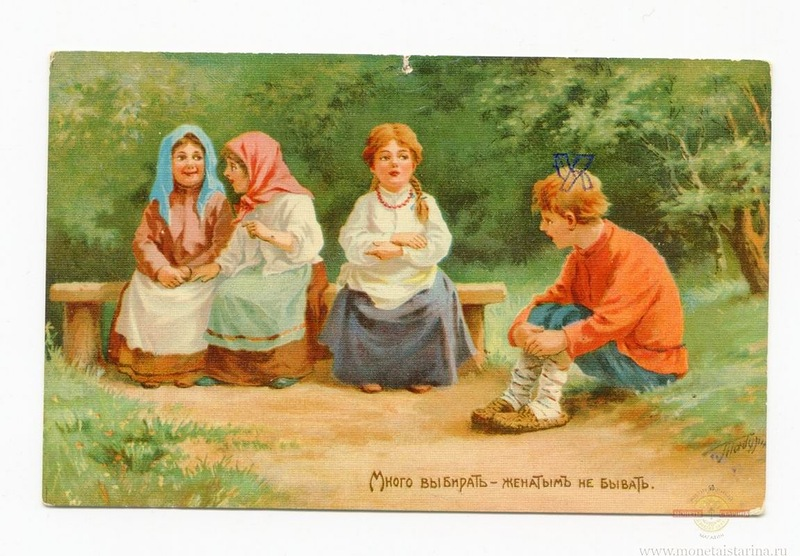 Много выбирать – женатымъ не бывать.
www.monetaistarina.ru